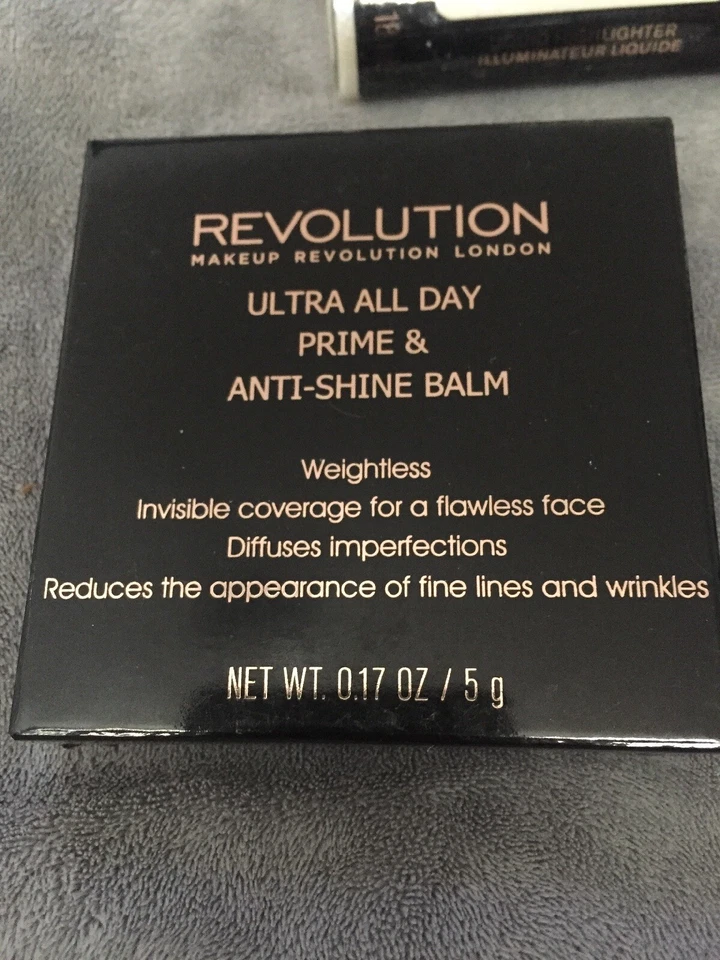 LIGHTER
ILLUMINATEUR LIQUIDE
REVOLUTION
MAKEUP REVOLUTION LONDON
ULTRA ALL DAY
PRIME &
ANTI-SHINE BALM
Weightless
Invisible coverage for a flawless face
Diffuses imperfections
Reduces the appearance of fine lines and wrinkles
NET WT. 0.17 OZ / 5 g